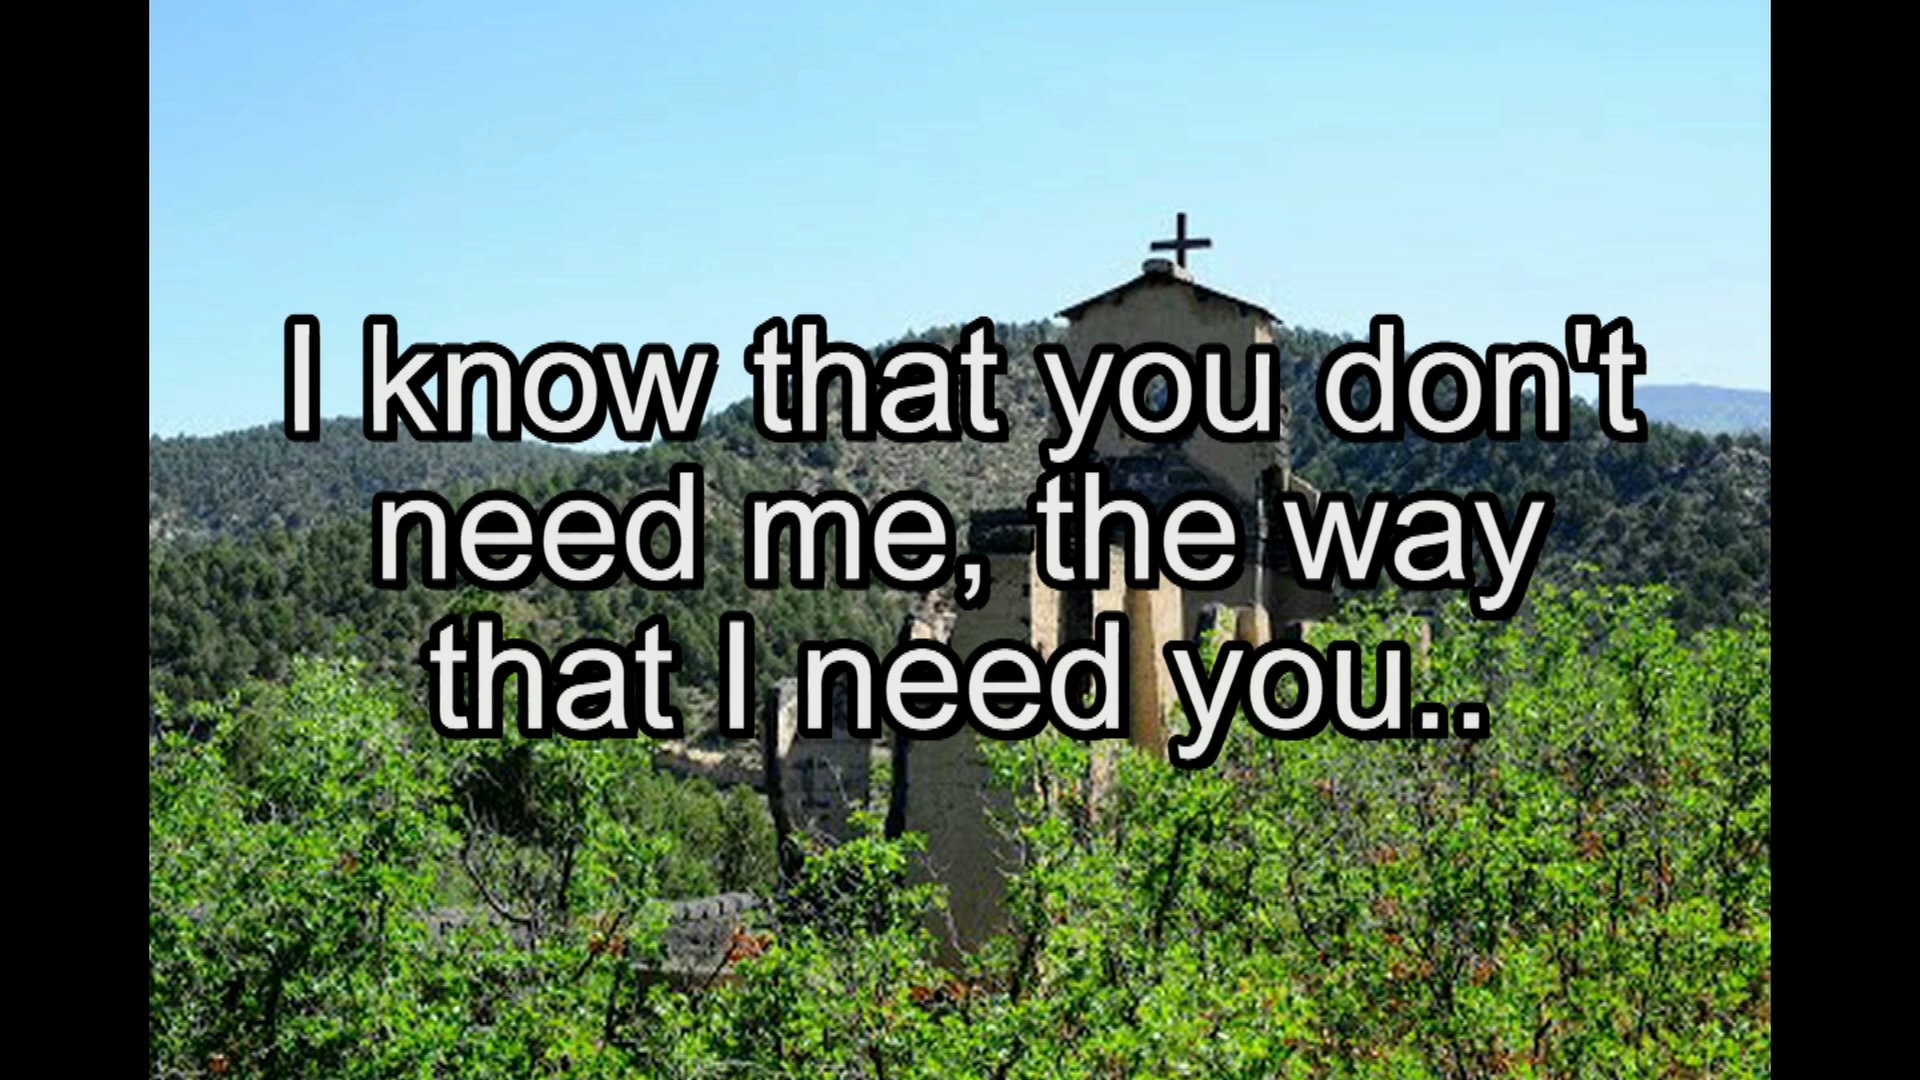 I know that you don't
need me, the way
that I need you..